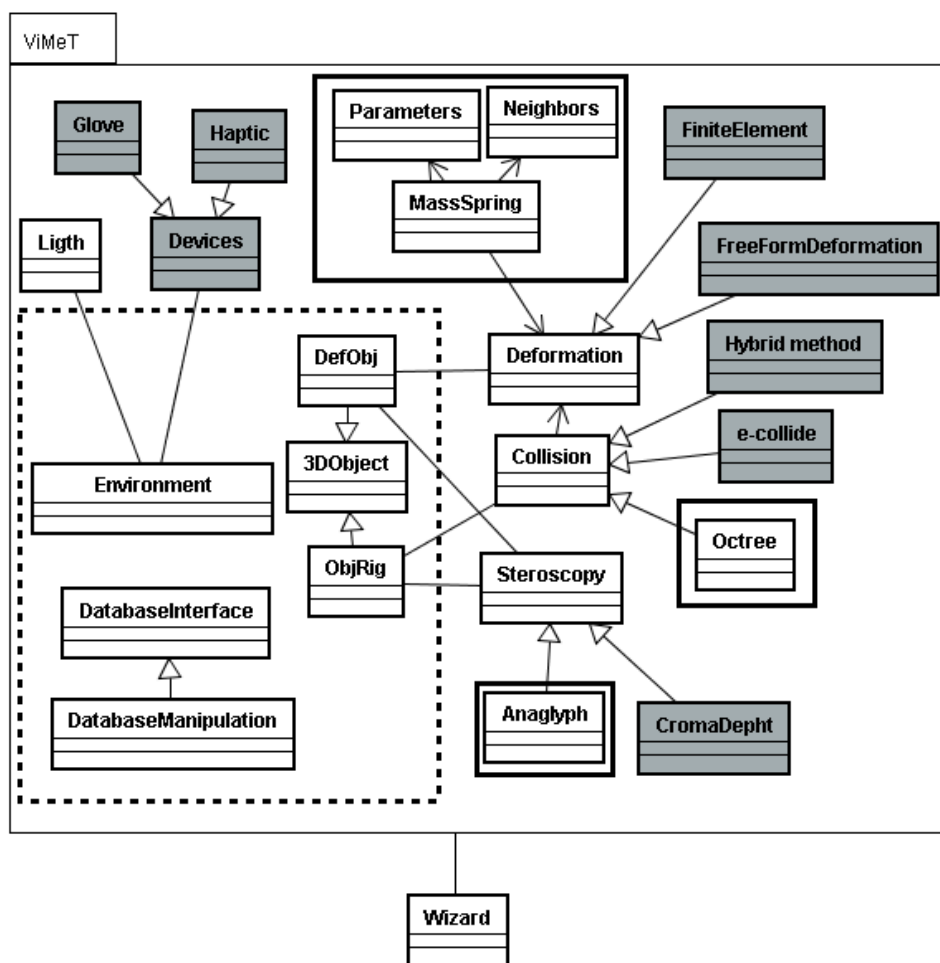 ViMeT
Glove
Haptic
Parameters
Neighbors
FiniteElement
MassSpring
Ligth
Devices
FreeFormDeformation
DefObj
Deformation
Hybrid method
e-collide
3DObject
Collision
Environment
Octree
ObjRig
Steroscopy
DatabaseInterface
DatabaseManipulation
Anaglyph
CromaDepht
Wizard